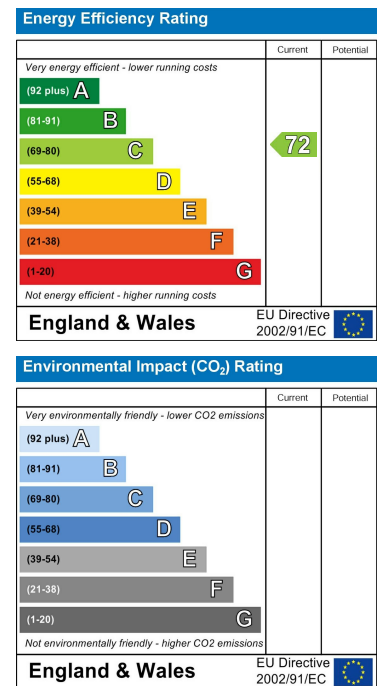 Energy Efficiency Rating
Current Potential
Very energy efficient - lower running costs
(92 plus) A
(81-91) B
(69-80) C 72
(55-68) D
(39-54) E
(21-38) F
(1-20) G
Not energy efficient - higher running costs
England & Wales
EU Directive
2002/91/EC
Environmental Impact (CO₂) Rating
Current Potential
Very environmentally friendly - lower CO2 emissions
(92 plus) A
(81-91) B
(69-80) C
(55-68) D
(39-54) E
(21-38) F
(1-20) G
Not environmentally friendly - higher CO2 emissions
England & Wales
EU Directive
2002/91/EC